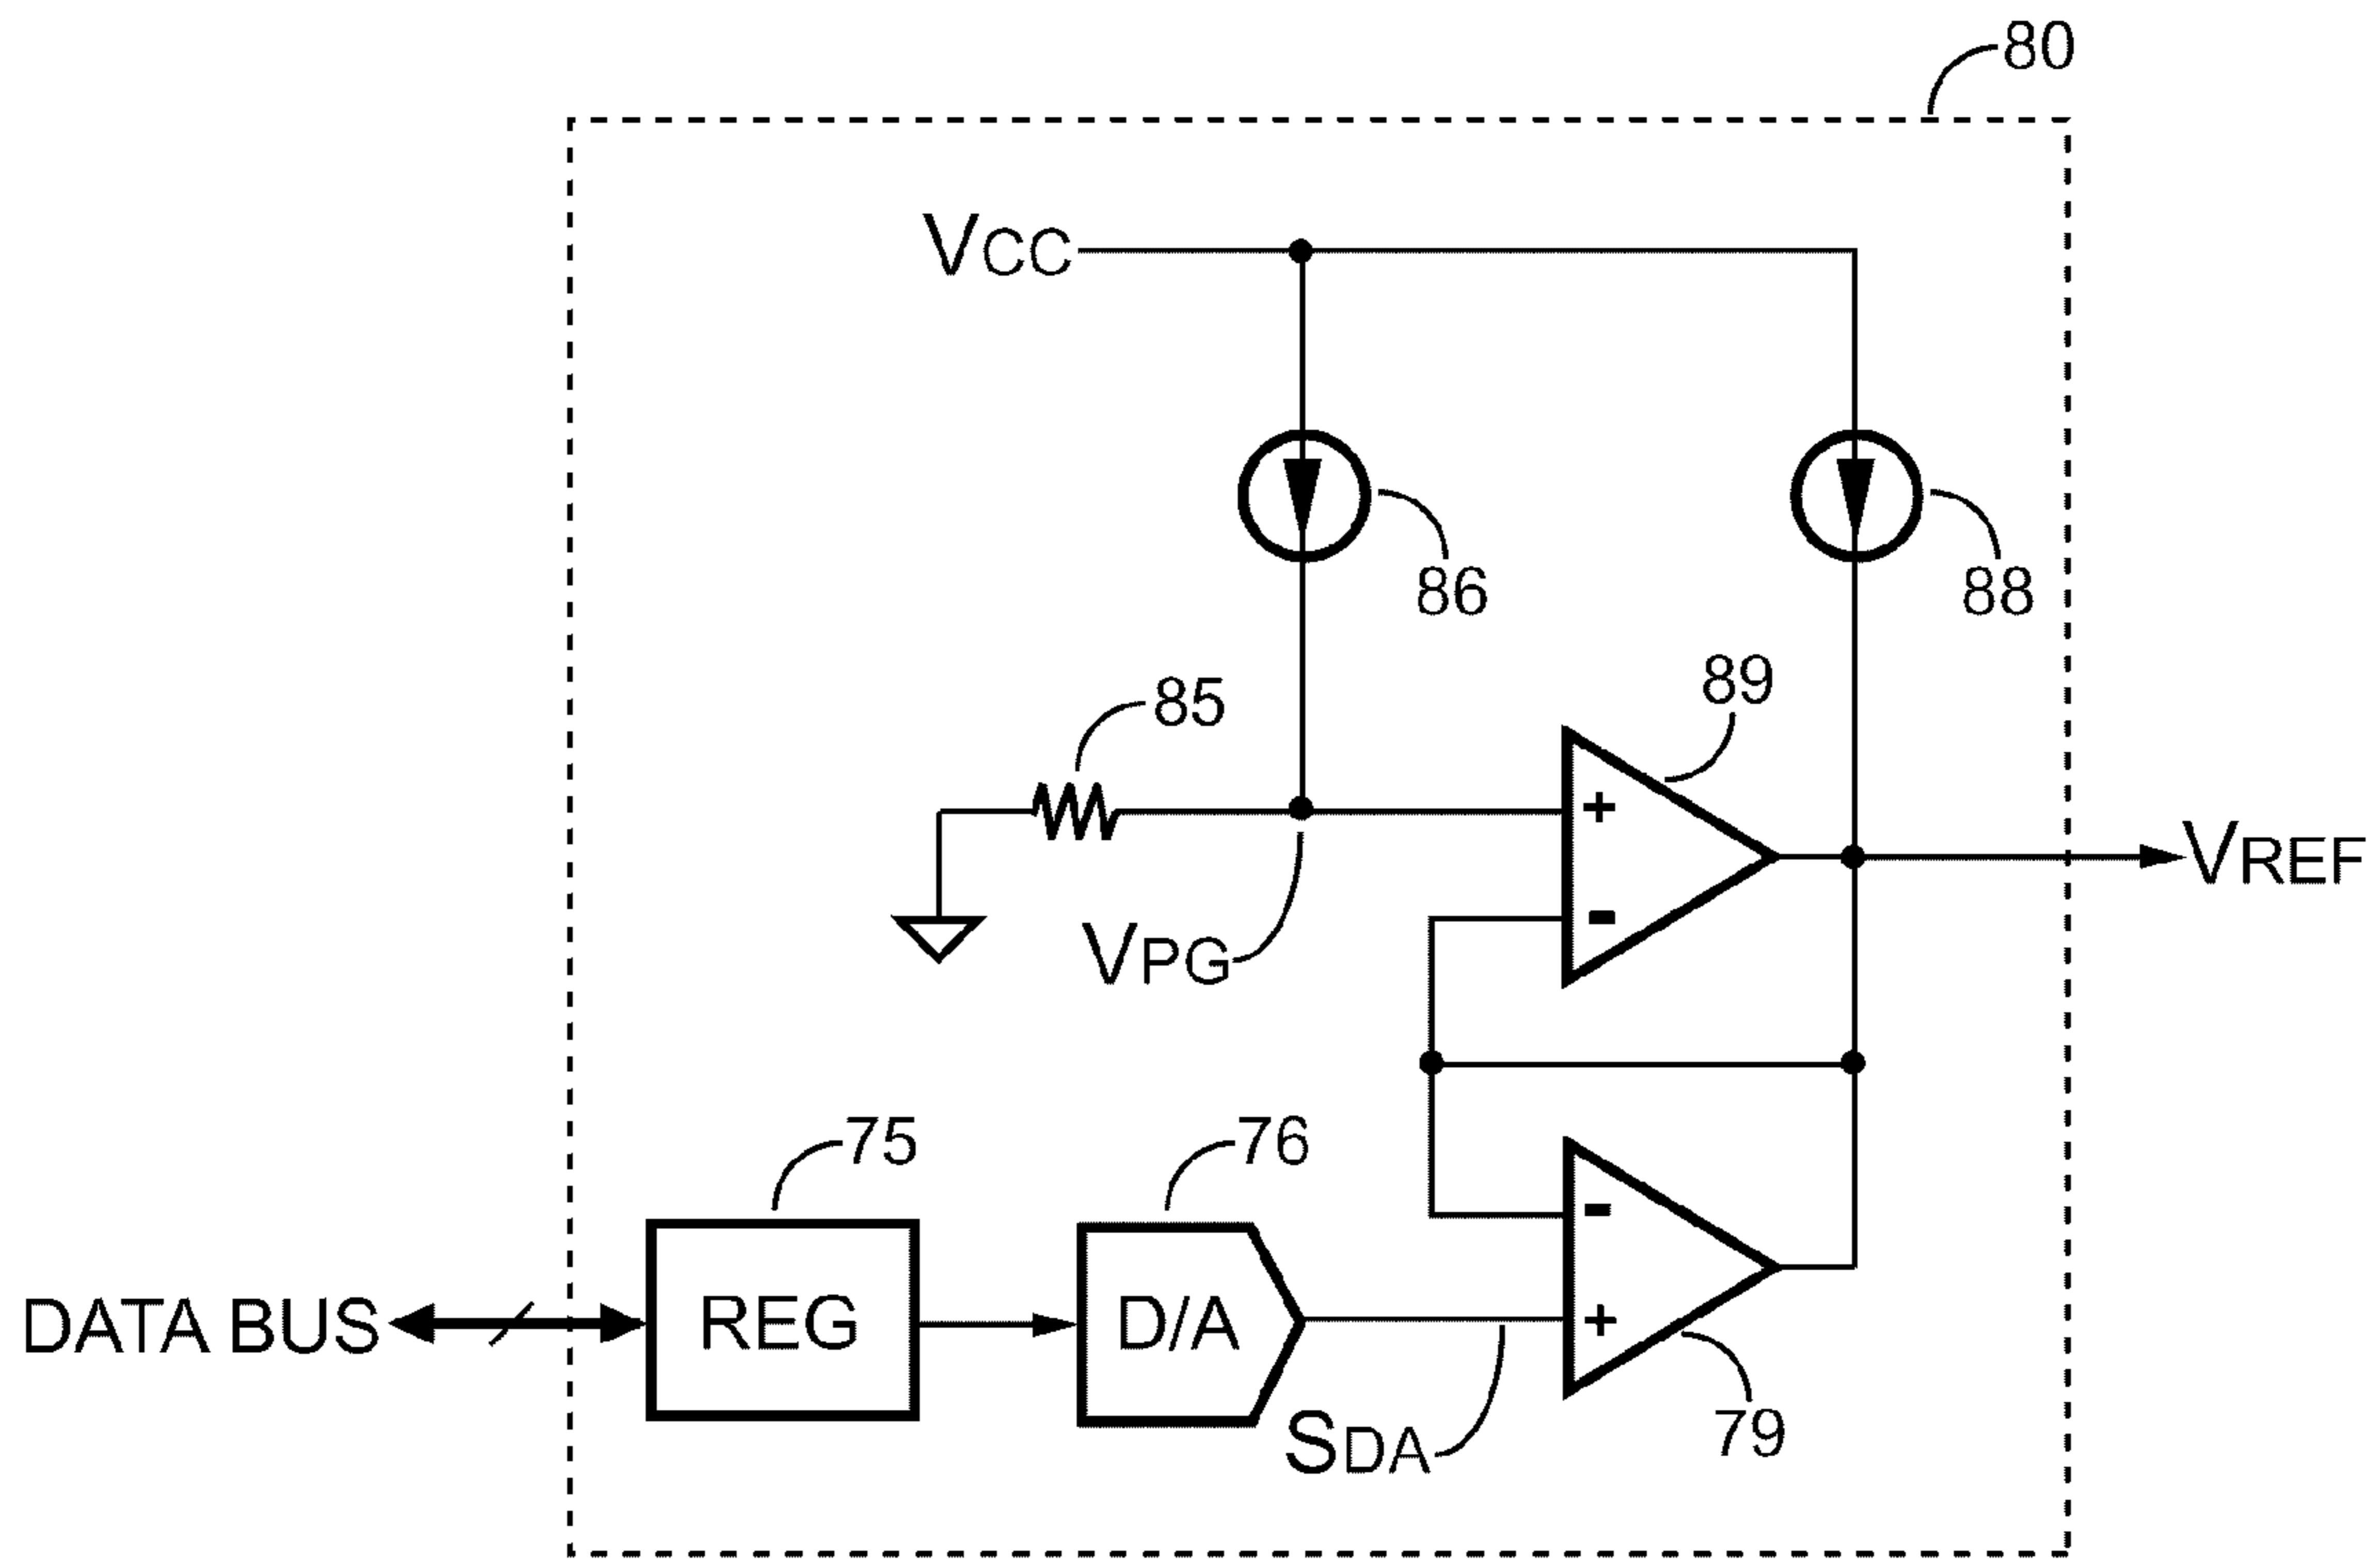 80
VCC
86
88
89
85
+
-
VREF
VPG
75
76
-
REG
D/A
DATA BUS
+
SDA
79